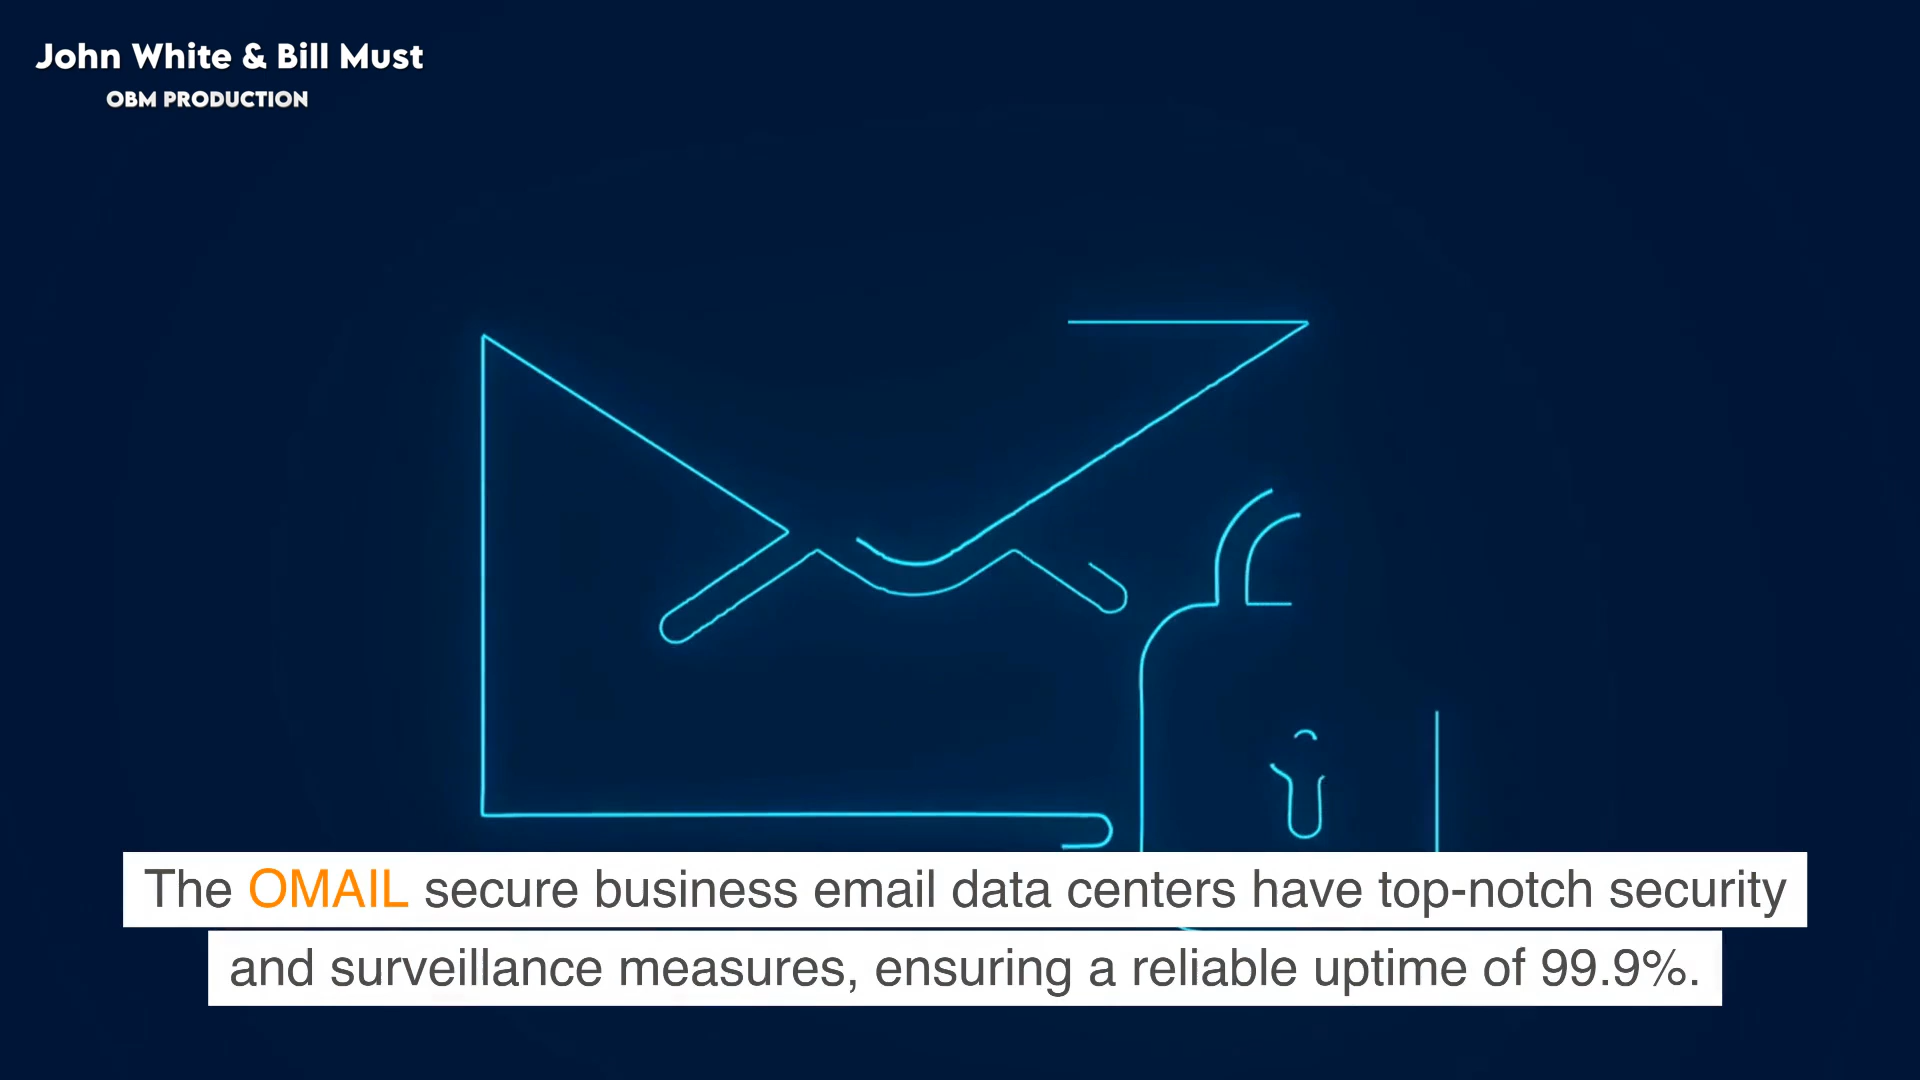 John White & Bill Must
OBM PRODUCTION
The OMAIL secure business email data centers have top-notch security
and surveillance measures, ensuring a reliable uptime of 99.9%.